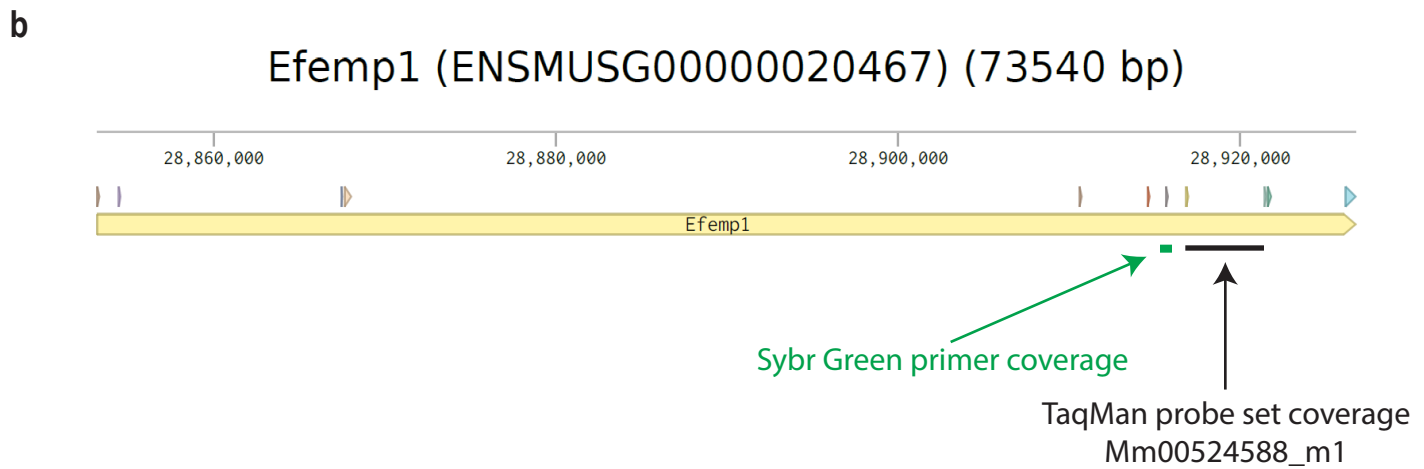 b
Efemp1 (ENSMUSG00000020467) (73540 bp)
28,860,000 28,880,000 28,900,000 28,920,000
Efemp1
Sybr Green primer coverage
TaqMan probe set coverage
Mm00524588_m1